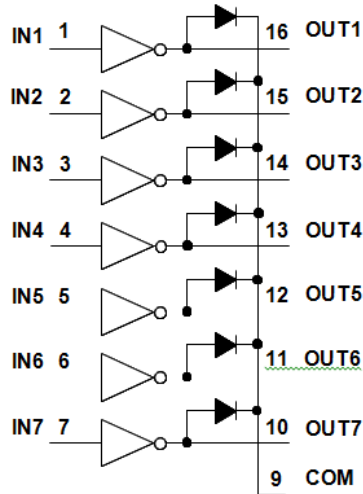 IN1 1 16 OUT1
IN2 2 15 OUT2
IN3 3 14 OUT3
IN4 4 13 OUT4
IN5 5 12 OUT5
IN6 6 11 OUT6
IN7 7 10 OUT7
9 COM